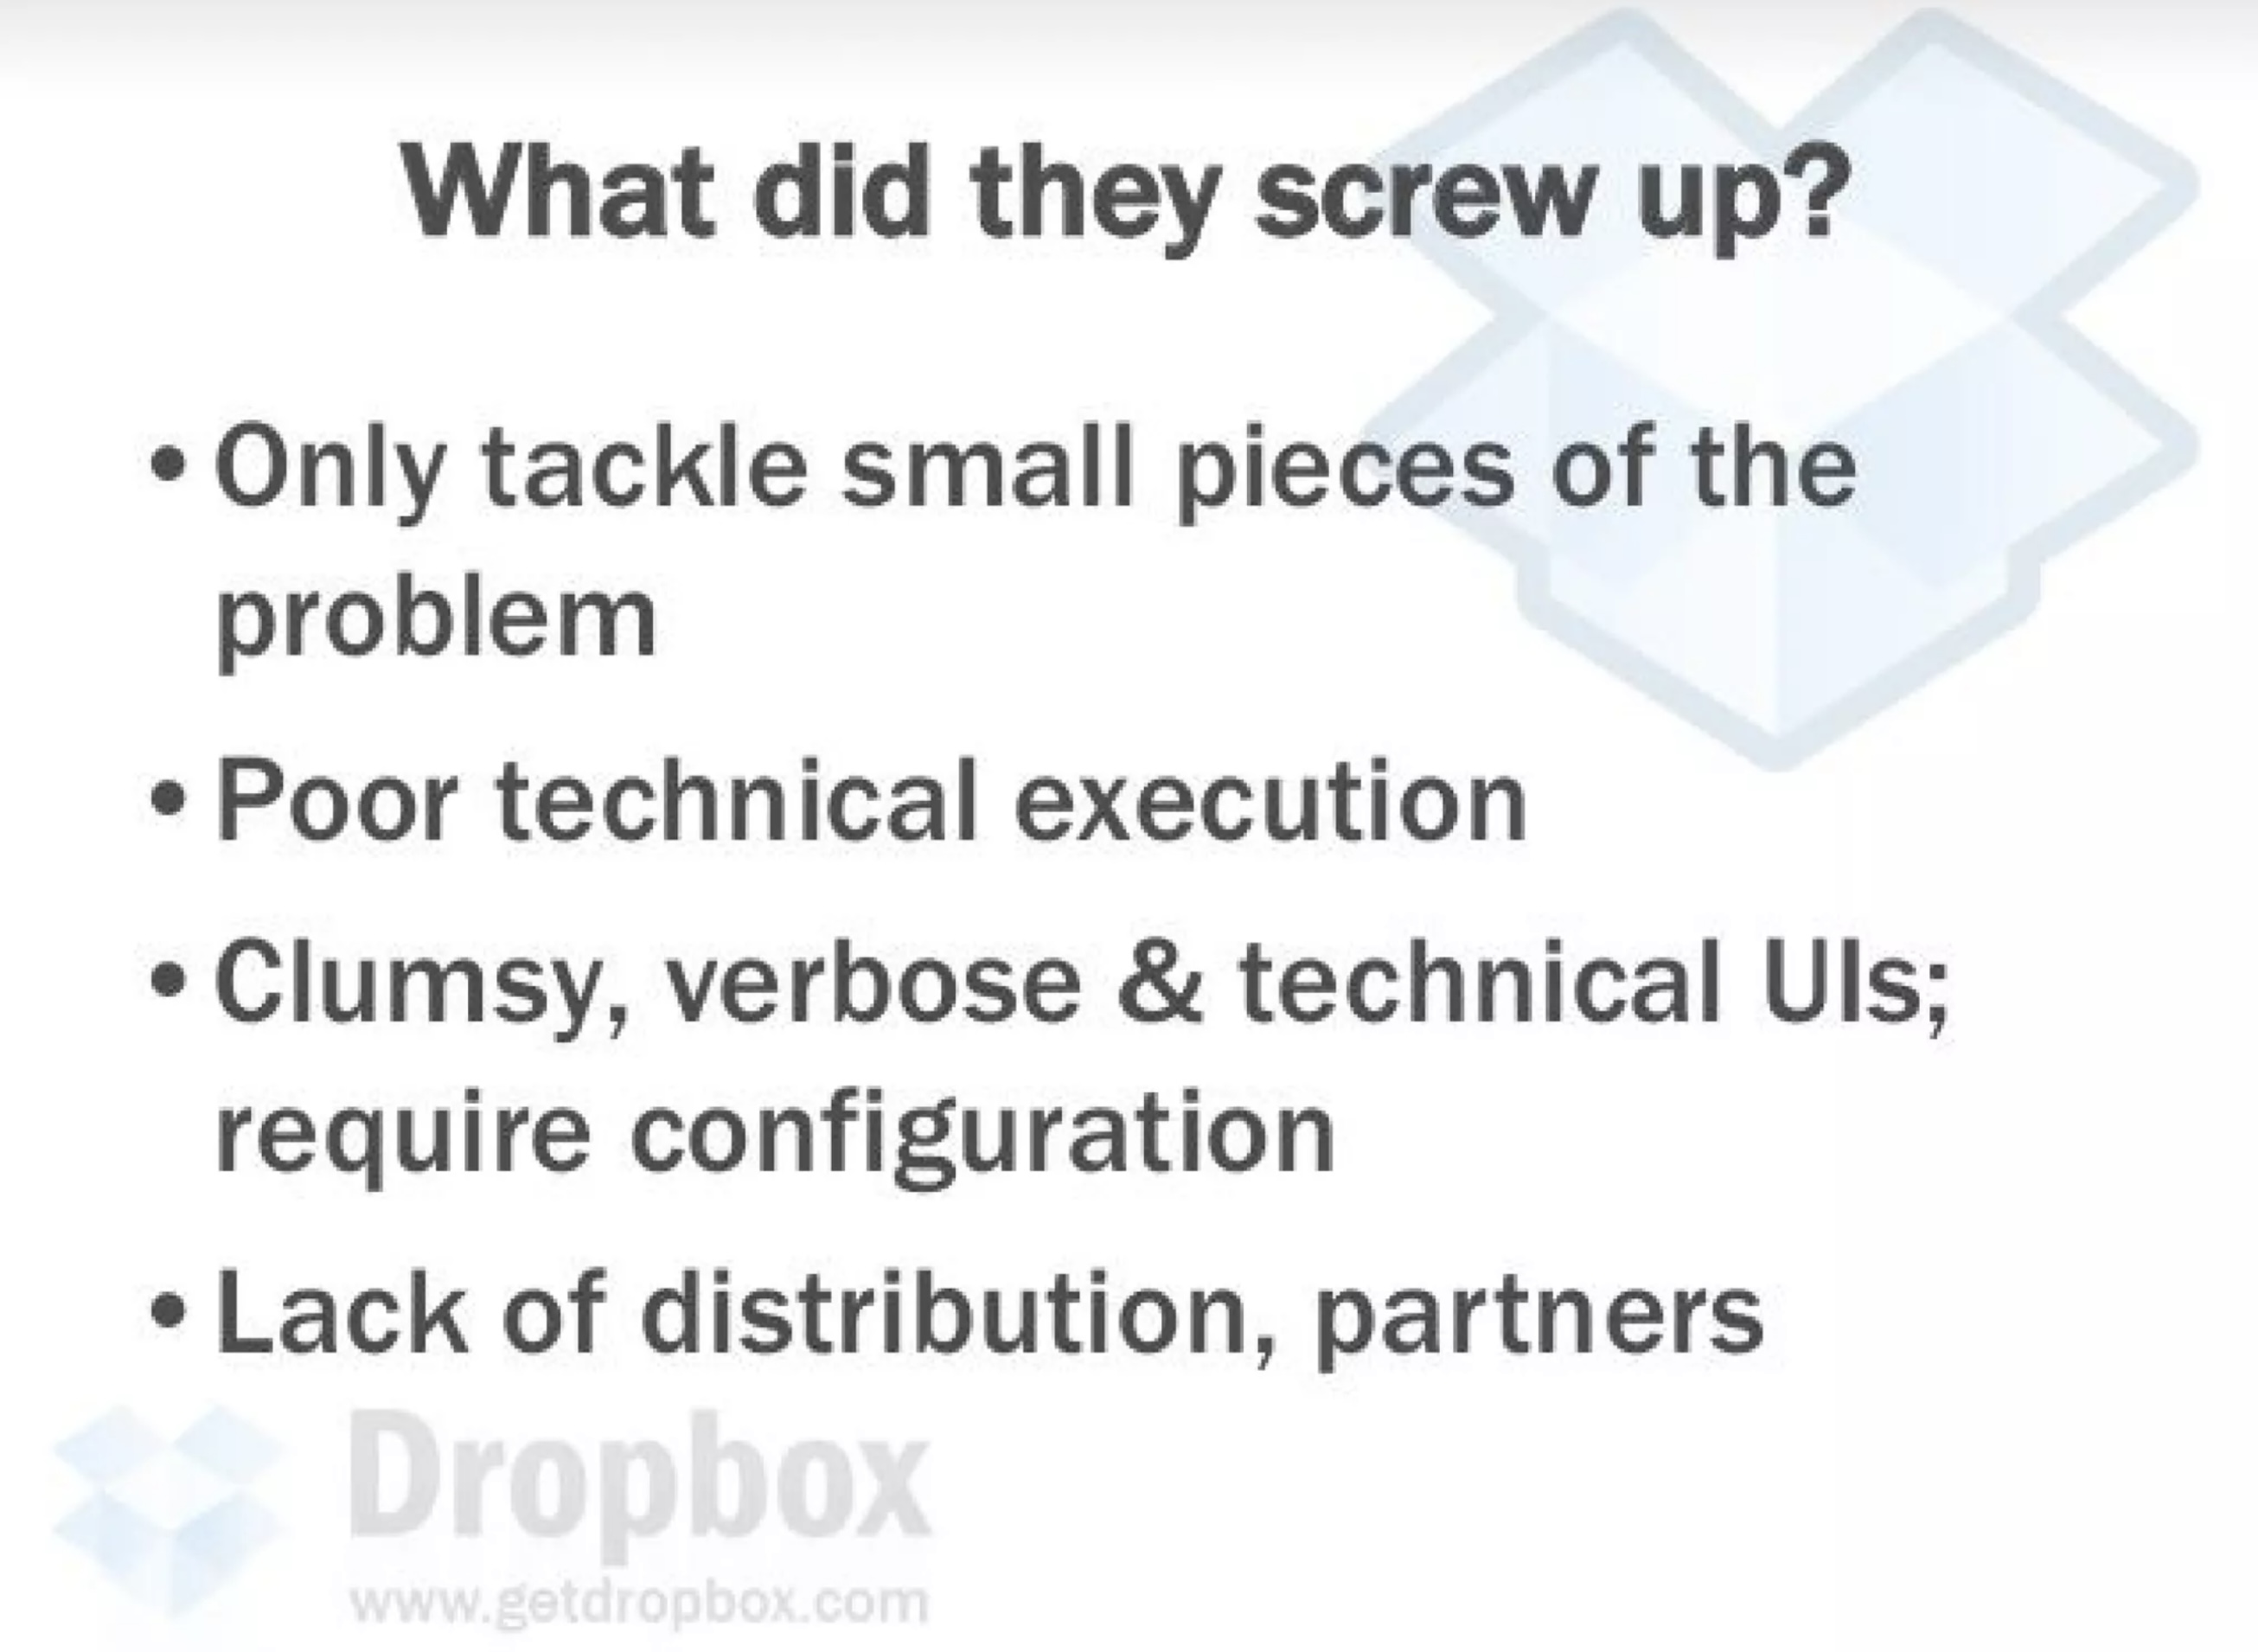 What did they screw up?
• Only tackle small pieces of the
problem
• Poor technical execution
• Clumsy, verbose & technical UIs;
require configuration
• Lack of distribution, partners
Dropbox
www.getdropbox.com